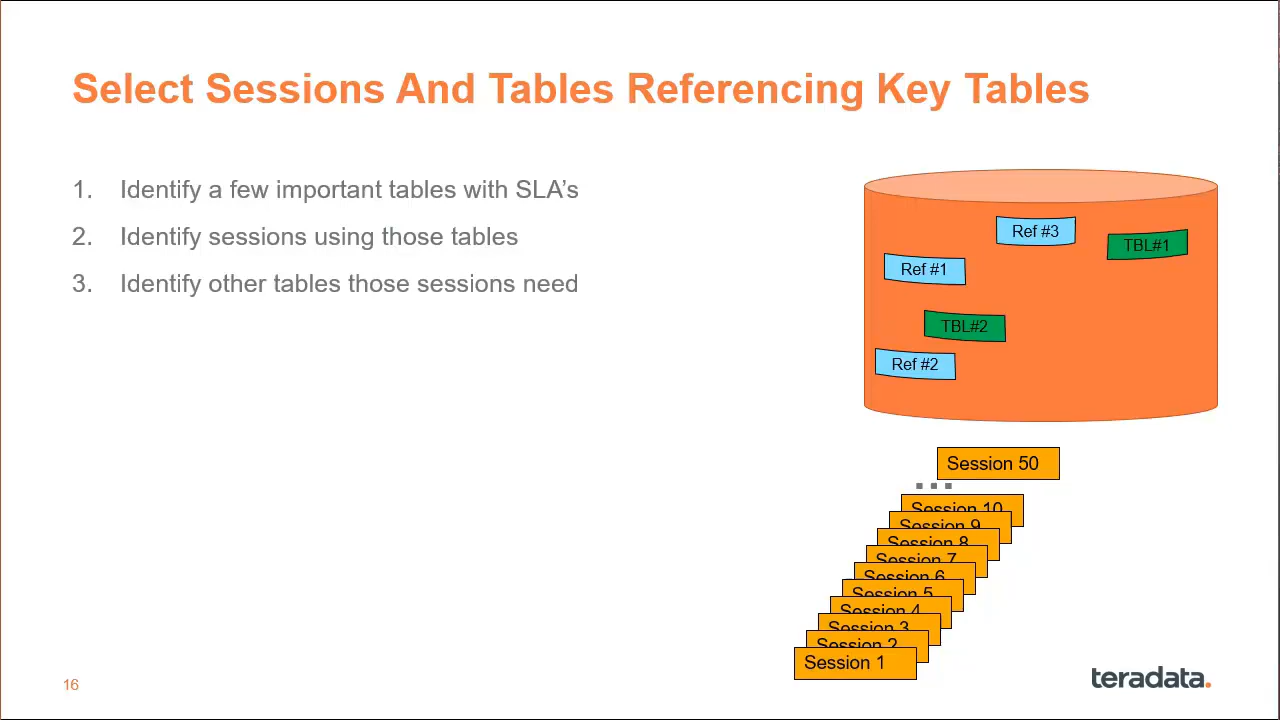 Select Sessions And Tables Referencing Key Tables
1. Identify a few important tables with SLA’s
2. Identify sessions using those tables
3. Identify other tables those sessions need
Ref #3
TBL#1
Ref #1
TBL#2
Ref #2
Session 50
...
Session 10
Session 9
Session 8
Session 7
Session 6
Session 5
Session 4
Session 3
Session 2
Session 1
16
teradata.